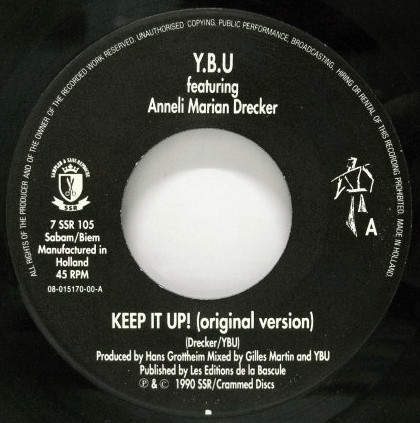 ALL RIGHTS OF THE PRODUCER AND OF THE OWNER OF THE RECORDED WORK RESERVED. UNAUTHORISED COPYING, PUBLIC PERFORMANCE, BROADCASTING, HIRING OR RENTAL OF THIS RECORDING PROHIBITED. MADE IN HOLLAND.
Y.B.U
featuring
Anneli Marian Drecker
SSR
7 SSR 105
Sabam/Biem
Manufactured in
Holland
45 RPM
08-015170-00-A
A
KEEP IT UP! (original version)
(Drecker/YBU)
Produced by Hans Grottheim Mixed by Gilles Martin and YBU
Published by Les Editions de la Bascule
℗ & © 1990 SSR/Crammed Discs